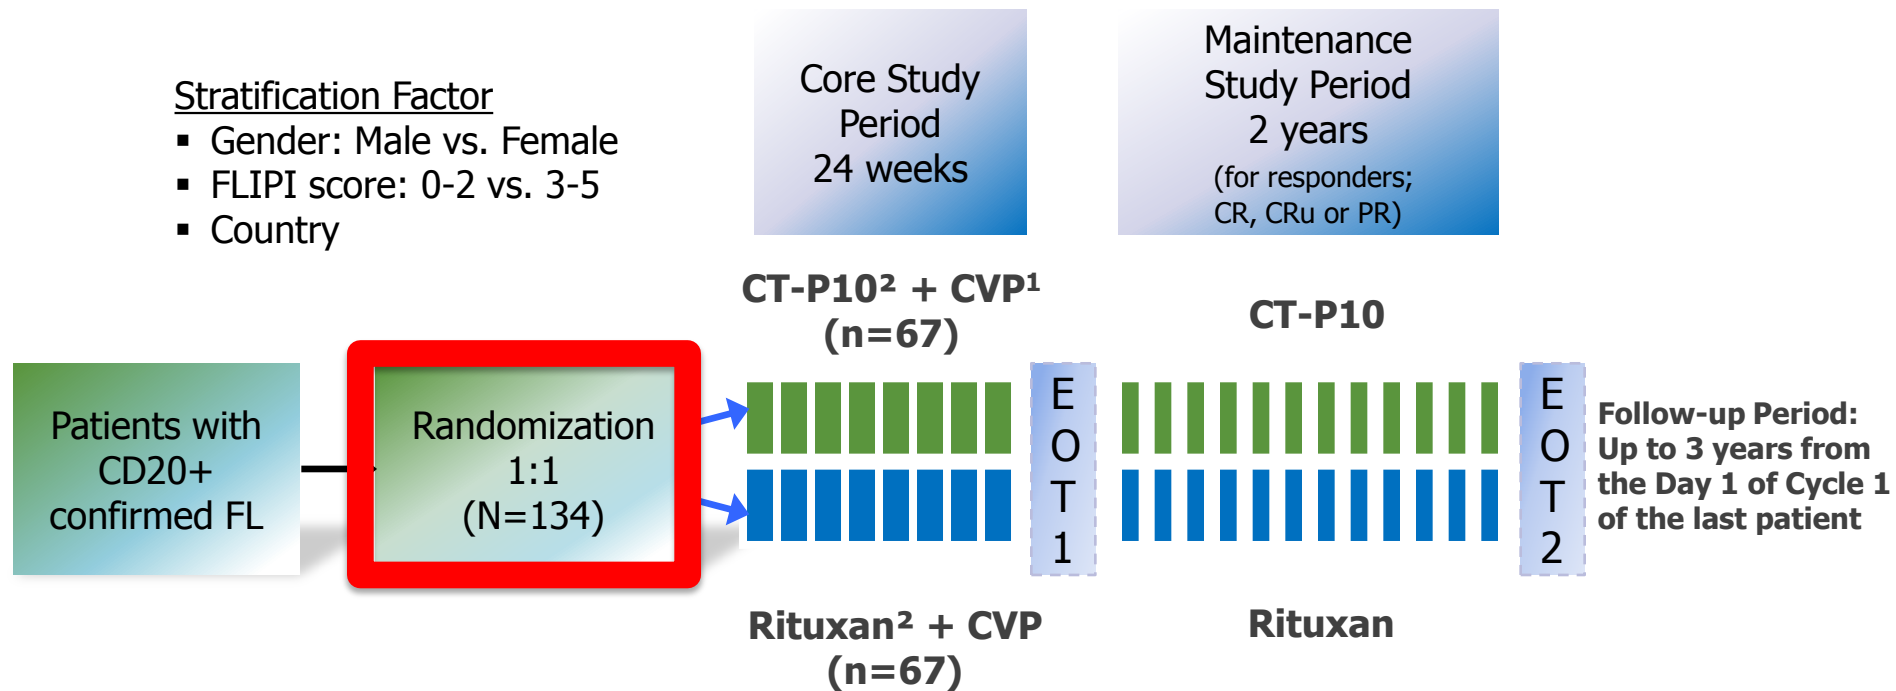 Stratification Factor
▪ Gender: Male vs. Female
▪ FLIPI score: 0-2 vs. 3-5
▪ Country
Core Study
Period
24 weeks
Maintenance
Study Period
2 years
(for responders;
CR, CRu or PR)
CT-P10² + CVP¹
(n=67)
CT-P10
Patients with
CD20+
confirmed FL
Randomization
1:1
(N=134)
E
O
T
1
E
O
T
2
Follow-up Period:
Up to 3 years from
the Day 1 of Cycle 1
of the last patient
Rituxan² + CVP
(n=67)
Rituxan